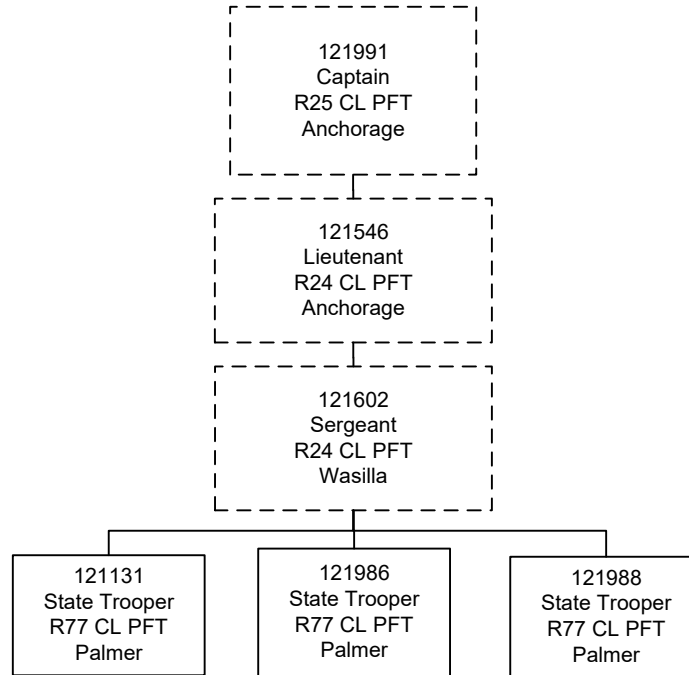 121991
Captain
R25 CL PFT
Anchorage
121546
Lieutenant
R24 CL PFT
Anchorage
121602
Sergeant
R24 CL PFT
Wasilla
121131
State Trooper
R77 CL PFT
Palmer
121986
State Trooper
R77 CL PFT
Palmer
121988
State Trooper
R77 CL PFT
Palmer